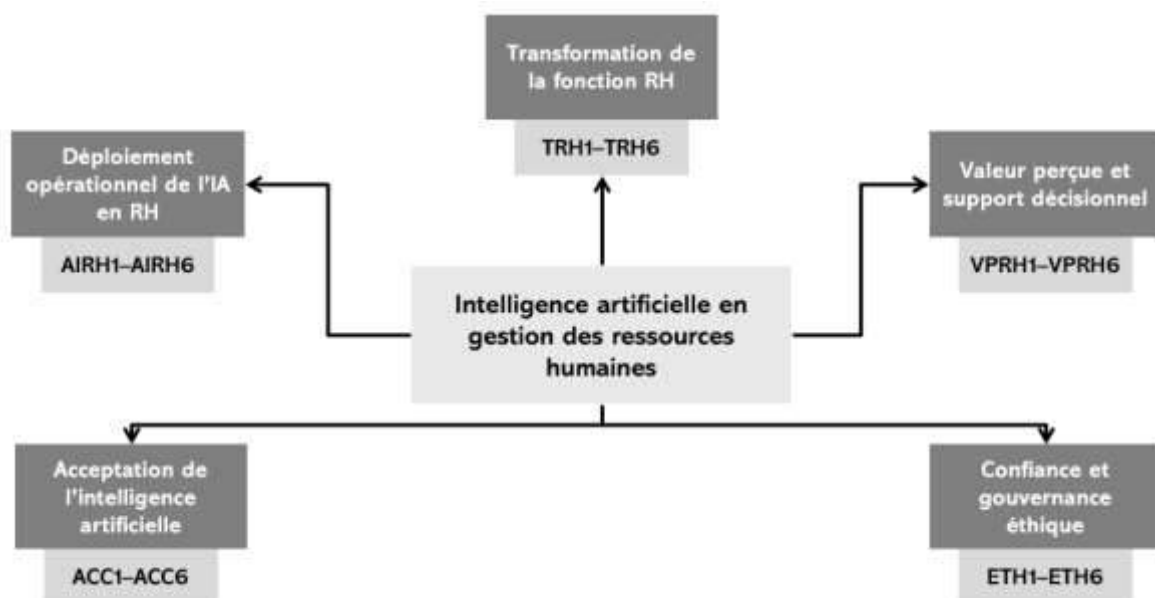 Transformation de
la fonction RH
TRH1–TRH6
Déploiement
opérationnel de l'IA
en RH
AIRH1–AIRH6
Valeur perçue et
support décisionnel
VPRH1–VPRH6
Intelligence artificielle en
gestion des ressources
humaines
Acceptation de
l'intelligence
artificielle
ACC1–ACC6
Confiance et
gouvernance
éthique
ETH1–ETH6